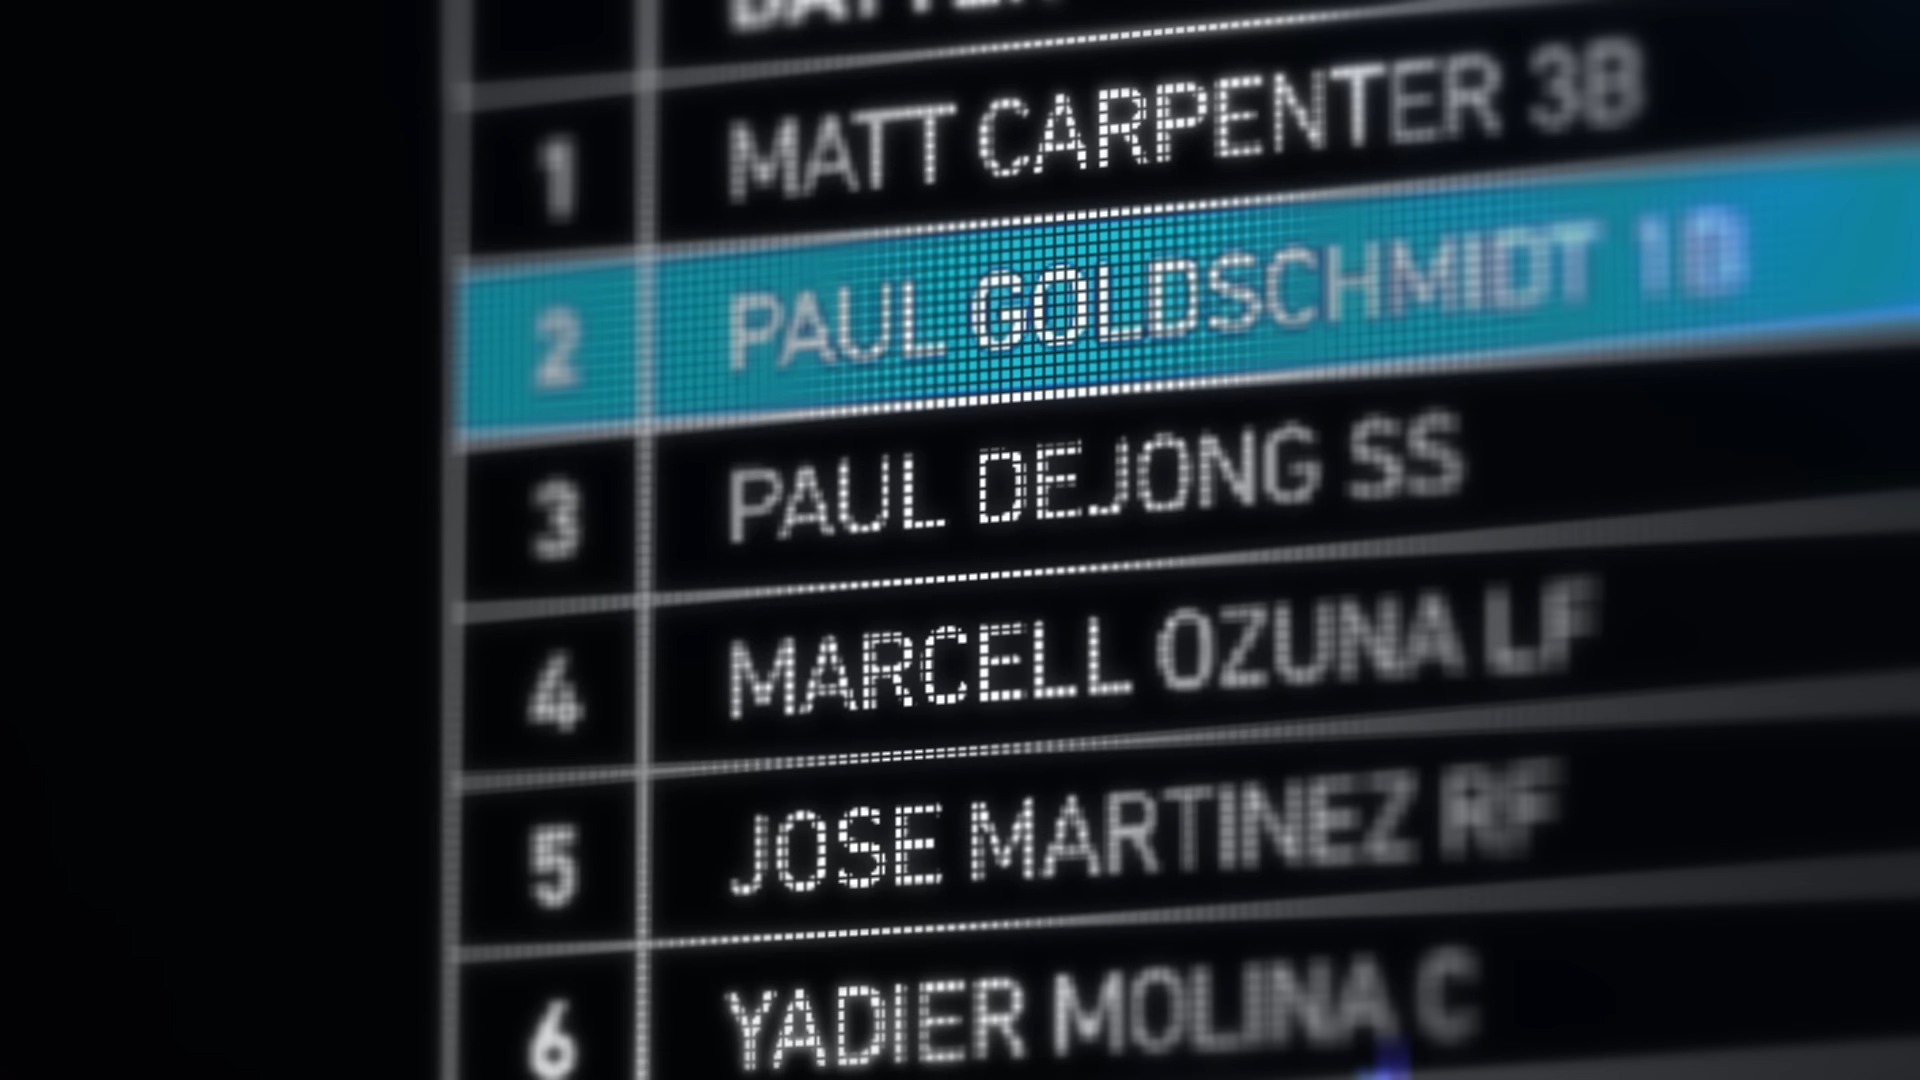 1 MATT CARPENTER 3B
2 PAUL GOLDSCHMIDT 1B
3 PAUL DEJONG SS
4 MARCELL OZUNA LF
5 JOSE MARTINEZ RF
6 YADIER MOLINA C